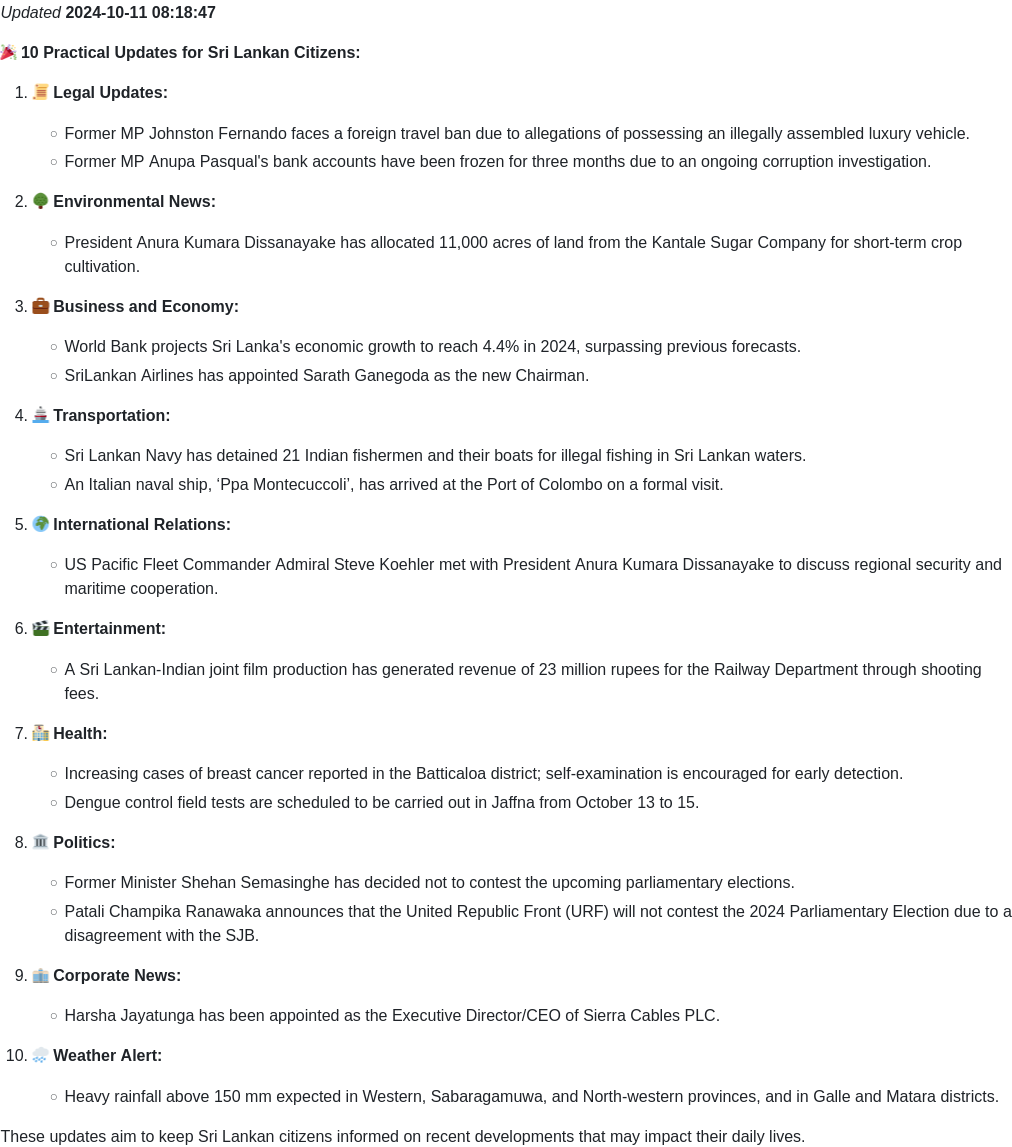 Updated 2024-10-11 08:18:47
🎉 10 Practical Updates for Sri Lankan Citizens:
1. 📜 Legal Updates:
○ Former MP Johnston Fernando faces a foreign travel ban due to allegations of possessing an illegally assembled luxury vehicle.
○ Former MP Anupa Pasqual's bank accounts have been frozen for three months due to an ongoing corruption investigation.
2. 🌳 Environmental News:
○ President Anura Kumara Dissanayake has allocated 11,000 acres of land from the Kantale Sugar Company for short-term crop
cultivation.
3. 💼 Business and Economy:
○ World Bank projects Sri Lanka's economic growth to reach 4.4% in 2024, surpassing previous forecasts.
○ SriLankan Airlines has appointed Sarath Ganegoda as the new Chairman.
4. 🚢 Transportation:
○ Sri Lankan Navy has detained 21 Indian fishermen and their boats for illegal fishing in Sri Lankan waters.
○ An Italian naval ship, ‘Ppa Montecuccoli’, has arrived at the Port of Colombo on a formal visit.
5. 🌍 International Relations:
○ US Pacific Fleet Commander Admiral Steve Koehler met with President Anura Kumara Dissanayake to discuss regional security and
maritime cooperation.
6. 🎬 Entertainment:
○ A Sri Lankan-Indian joint film production has generated revenue of 23 million rupees for the Railway Department through shooting
fees.
7. 🏥 Health:
○ Increasing cases of breast cancer reported in the Batticaloa district; self-examination is encouraged for early detection.
○ Dengue control field tests are scheduled to be carried out in Jaffna from October 13 to 15.
8. 🏛️ Politics:
○ Former Minister Shehan Semasinghe has decided not to contest the upcoming parliamentary elections.
○ Patali Champika Ranawaka announces that the United Republic Front (URF) will not contest the 2024 Parliamentary Election due to a
disagreement with the SJB.
9. 🏢 Corporate News:
○ Harsha Jayatunga has been appointed as the Executive Director/CEO of Sierra Cables PLC.
10. 🌧️ Weather Alert:
○ Heavy rainfall above 150 mm expected in Western, Sabaragamuwa, and North-western provinces, and in Galle and Matara districts.
These updates aim to keep Sri Lankan citizens informed on recent developments that may impact their daily lives.